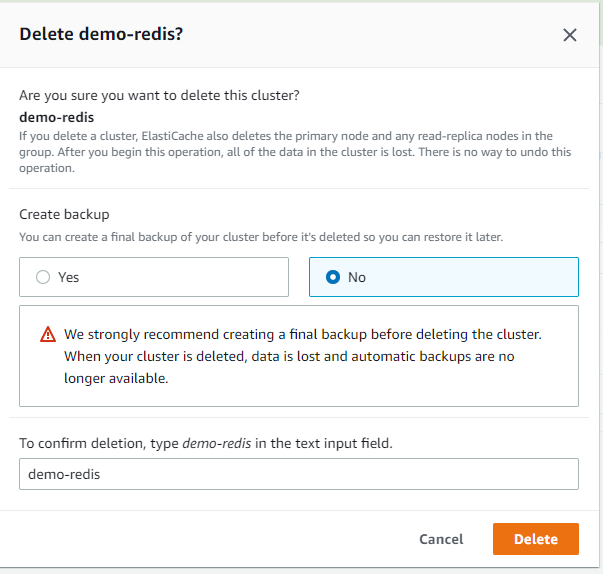 Delete demo-redis?
Are you sure you want to delete this cluster?
demo-redis
If you delete a cluster, ElastiCache also deletes the primary node and any read-replica nodes in the
group. After you begin this operation, all of the data in the cluster is lost. There is no way to undo this
operation.
Create backup
You can create a final backup of your cluster before it's deleted so you can restore it later.
Yes
No
We strongly recommend creating a final backup before deleting the cluster.
When your cluster is deleted, data is lost and automatic backups are no
longer available.
To confirm deletion, type demo-redis in the text input field.
demo-redis
Cancel
Delete